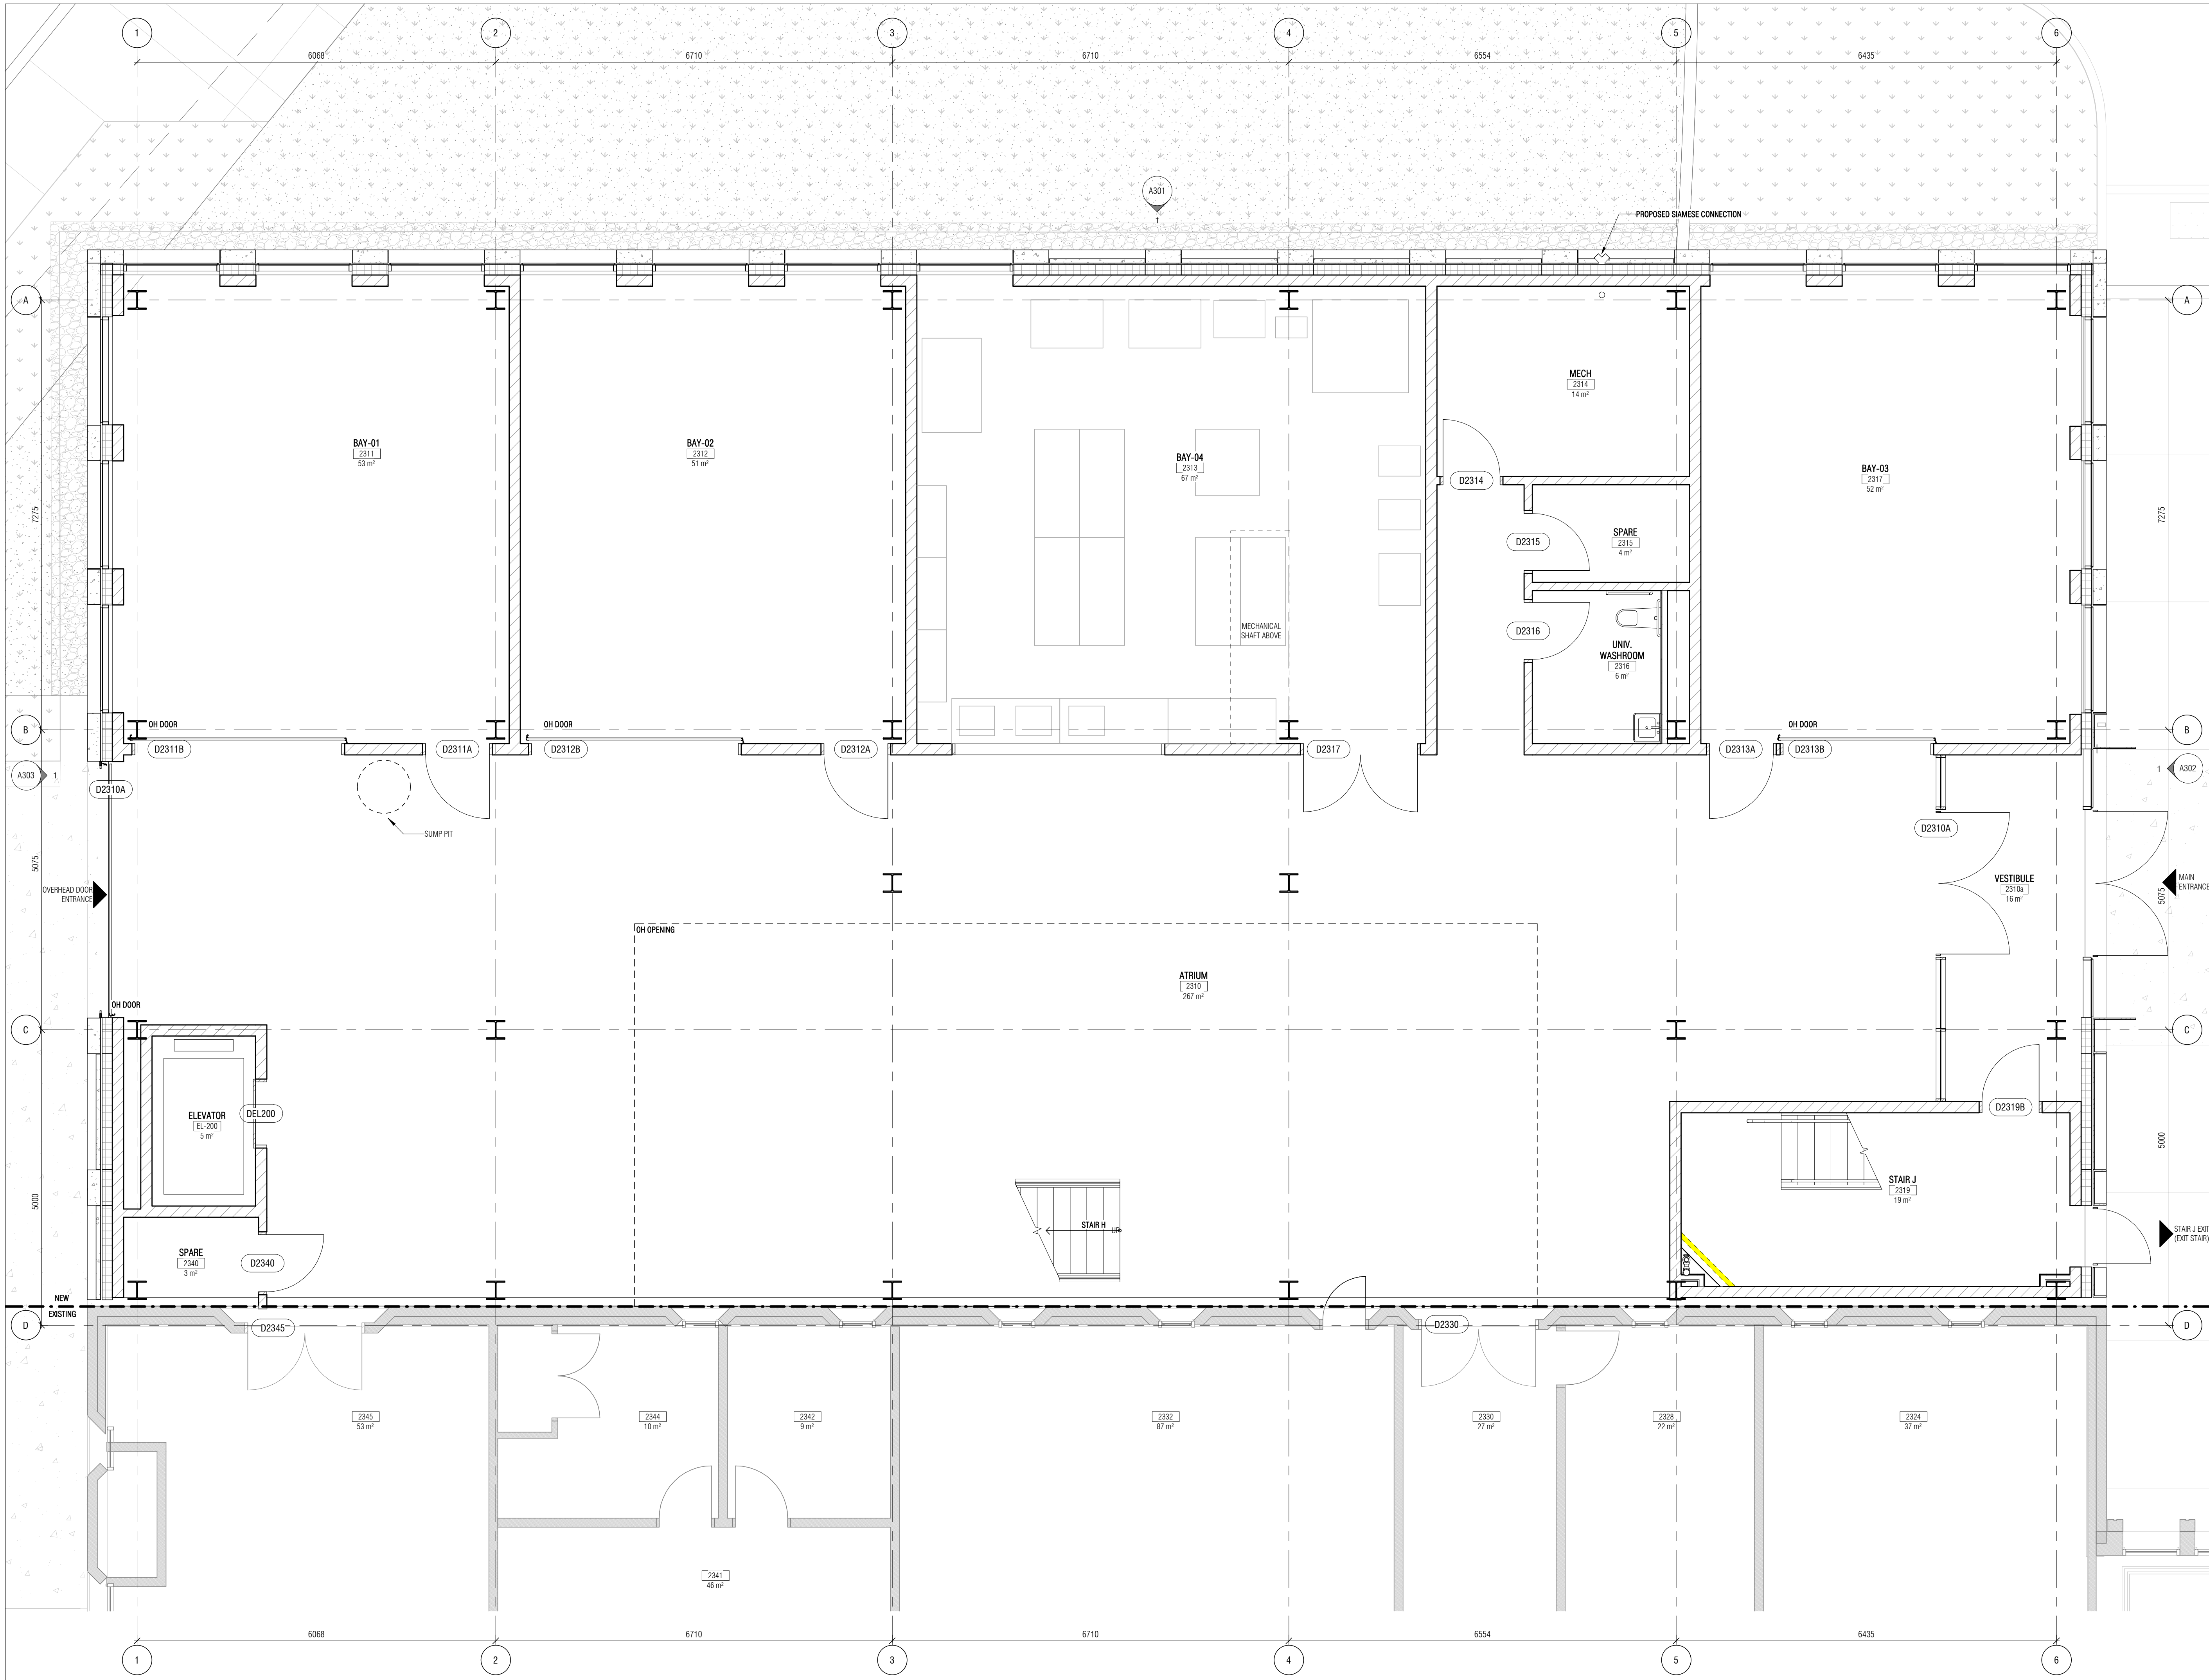 1 2 3 4 5 6
6068 6710 6710 6554 6435
A301
1
PROPOSED SIAMESE CONNECTION
A A
MECH
2314
14 m²
BAY-01
2311
53 m²
BAY-02
2312
51 m²
BAY-04
2313
67 m²
BAY-03
2317
52 m²
D2314
7275
7275
SPARE
2315
4 m²
D2315
MECHANICAL
SHAFT ABOVE
D2316
UNIV.
WASHROOM
2316
6 m²
B B
OH DOOR
OH DOOR
OH DOOR
D2311B
D2311A
D2312B
D2312A
D2317
D2313A
D2313B
A303
1
1
A302
D2310A
SUMP PIT
D2310A
5075
5075
OVERHEAD DOOR
ENTRANCE
VESTIBULE
2310a
16 m²
MAIN
ENTRANCE
OH OPENING
ATRIUM
2310
267 m²
OH DOOR
C C
ELEVATOR
EL-200
5 m²
DEL200
D2319B
5000
5000
STAIR J
2319
19 m²
STAIR H
UP
STAIR J EXIT
(EXIT STAIR)
SPARE
2340
3 m²
D2340
NEW
EXISTING
D D
D2345
D2330
2345
53 m²
2344
10 m²
2342
9 m²
2332
87 m²
2330
27 m²
2328
22 m²
2324
37 m²
2341
46 m²
6068 6710 6710 6554 6435
1 2 3 4 5 6